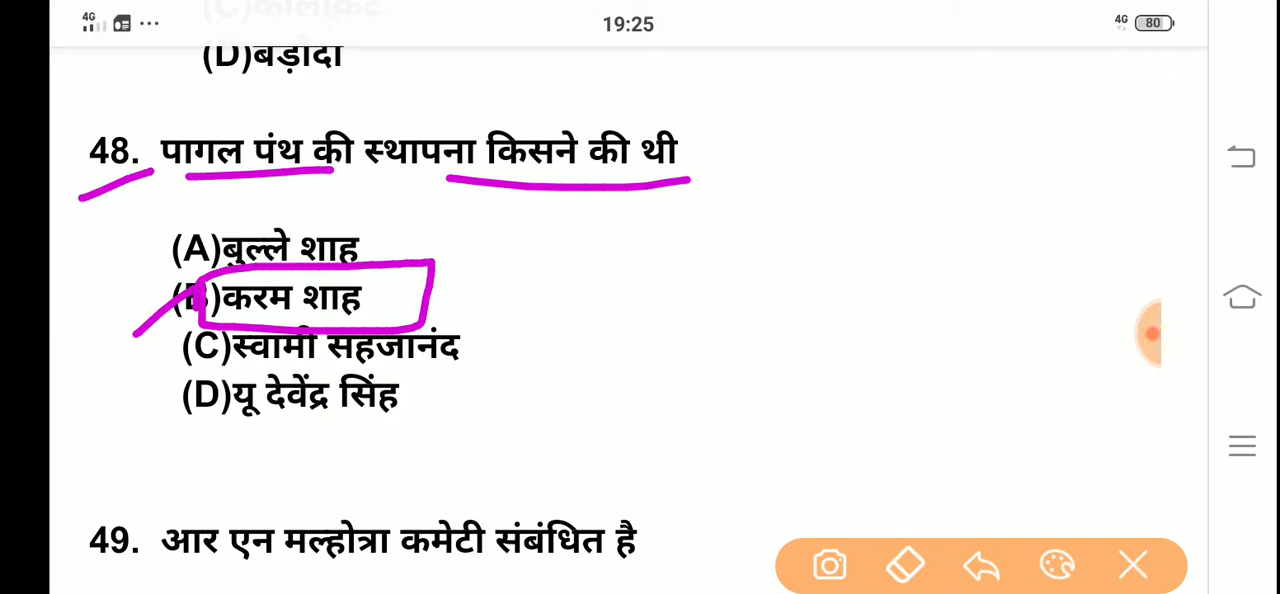 4G 19:25 4G 80
(D)बड़ौदा
48. पागल पंथ की स्थापना किसने की थी
(A)बुल्ले शाह
(B)करम शाह
(C)स्वामी सहजानंद
(D)यू देवेंद्र सिंह
49. आर एन मल्होत्रा कमेटी संबंधित है